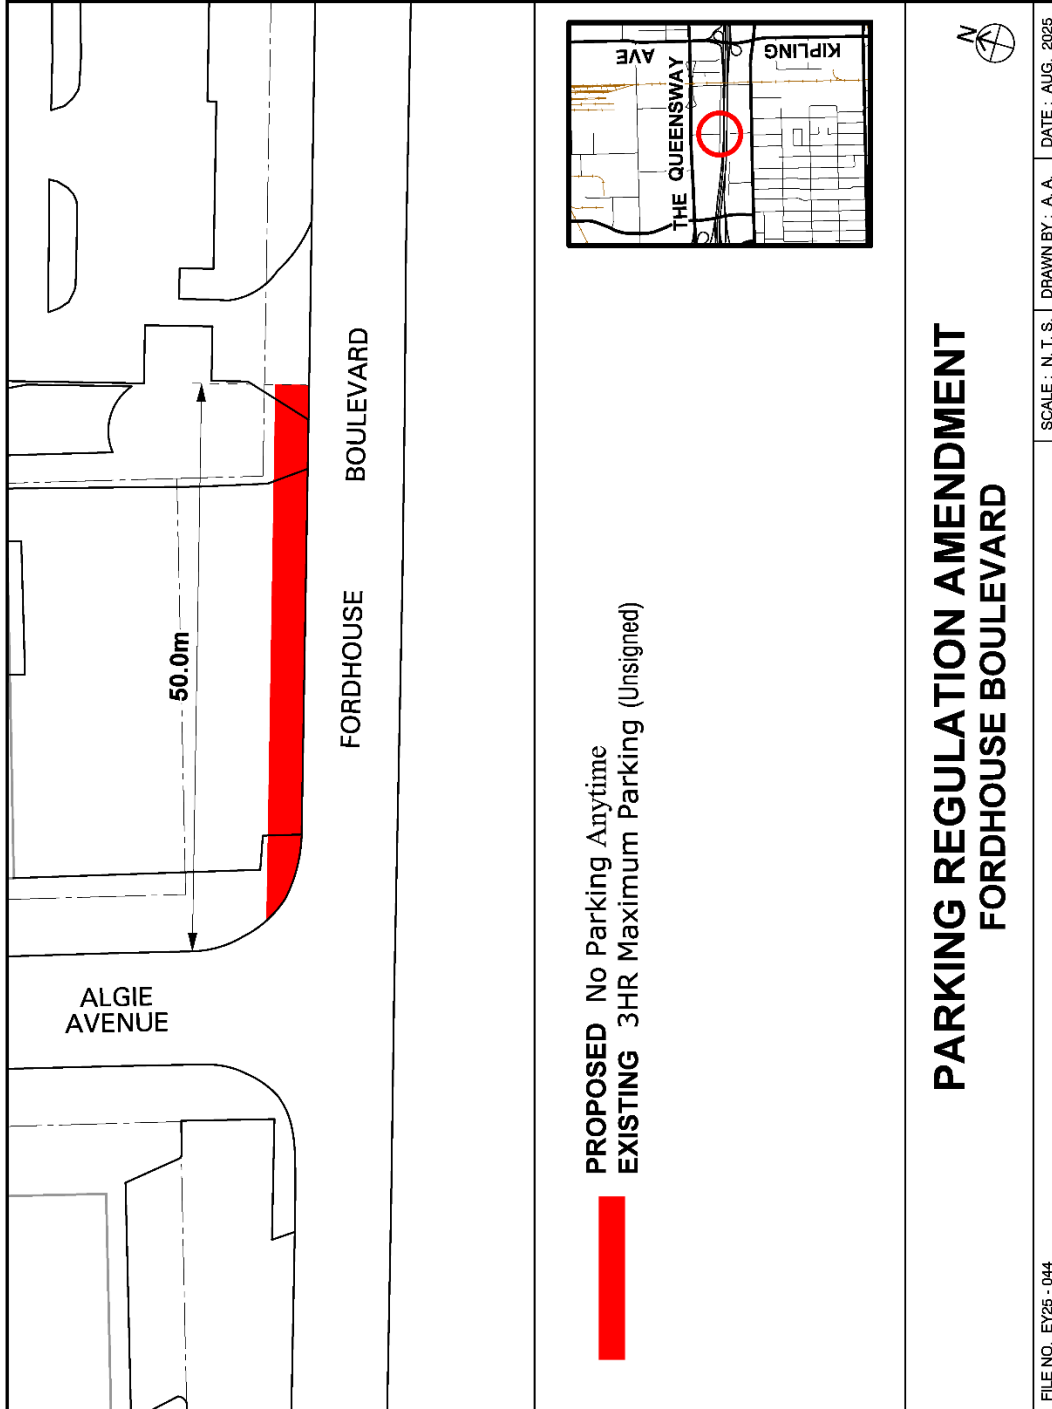 ALGIE
AVENUE
50.0m
FORDHOUSE BOULEVARD
PROPOSED No Parking Anytime
EXISTING 3HR Maximum Parking (Unsigned)
THE QUEENSWAY
KIPLING
AVE
N
PARKING REGULATION AMENDMENT
FORDHOUSE BOULEVARD
FILE NO. EY25 - 044
SCALE : N. T. S.
DRAWN BY : A. A.
DATE : AUG. 2025